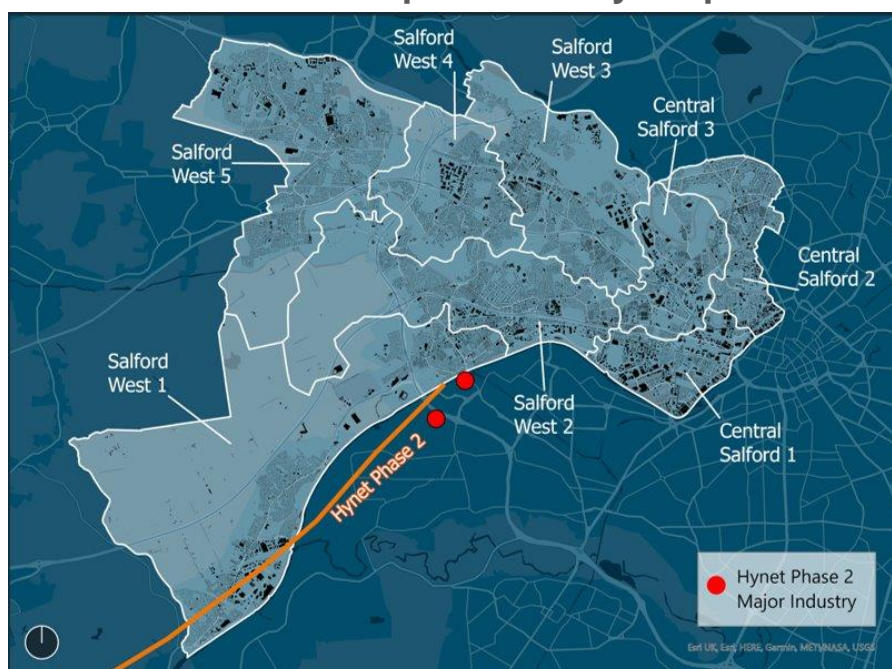 Salford
West 4
Salford
West 3
Central
Salford 3
Salford
West 5
Central
Salford 2
Salford
West 1
Salford
West 2
Central
Salford 1
Hynet Phase 2
Hynet Phase 2
Major Industry
Esri UK, Esri, HERE, Garmin, METI/NASA, USGS